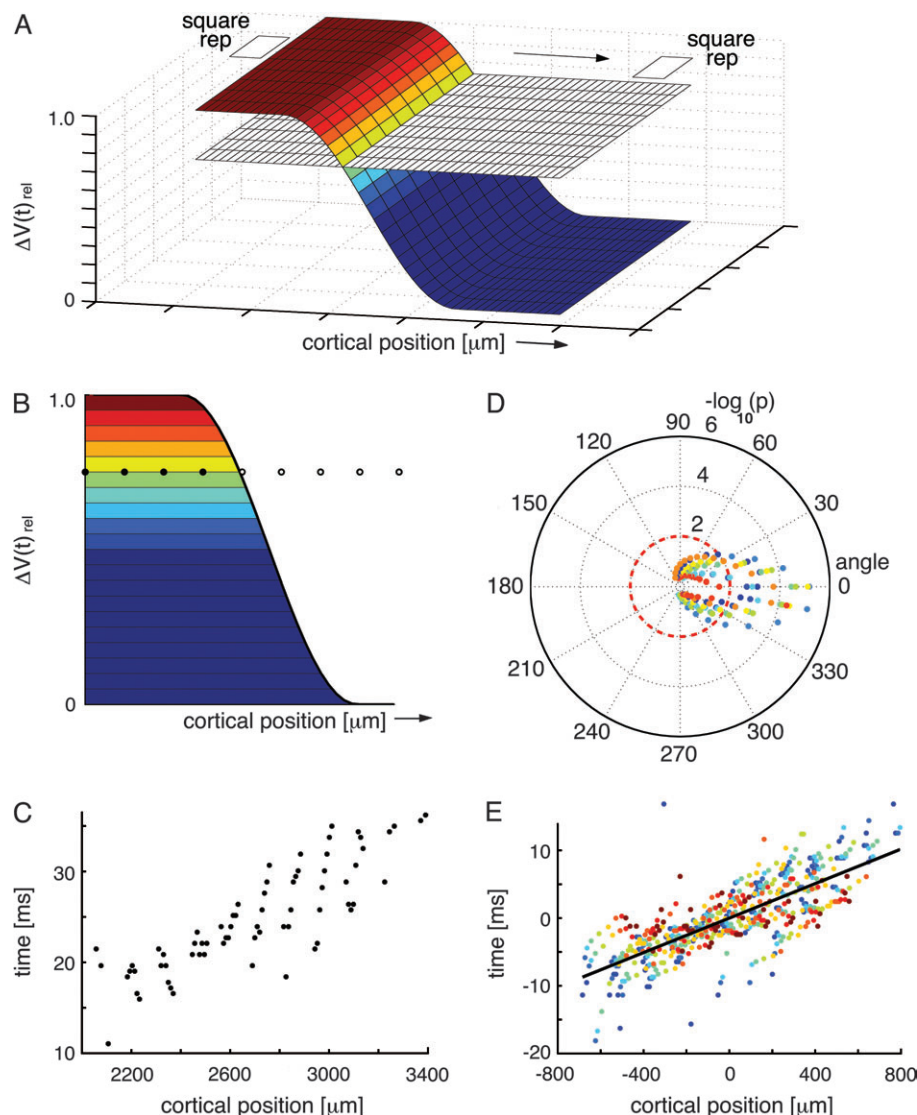 A
square
rep
square
rep
1.0
ΔV(t) rel
0
cortical position [μm]
B
1.0
ΔV(t) rel
0
cortical position [μm]
D
-log 10 (p)
90
6
120
60
4
150
30
2
180
angle
0
210
330
240
300
270
C
30
20
10
time [ms]
2200
2600
3000
3400
cortical position [μm]
E
10
0
-10
-20
time [ms]
-800
-400
0
400
800
cortical position [μm]